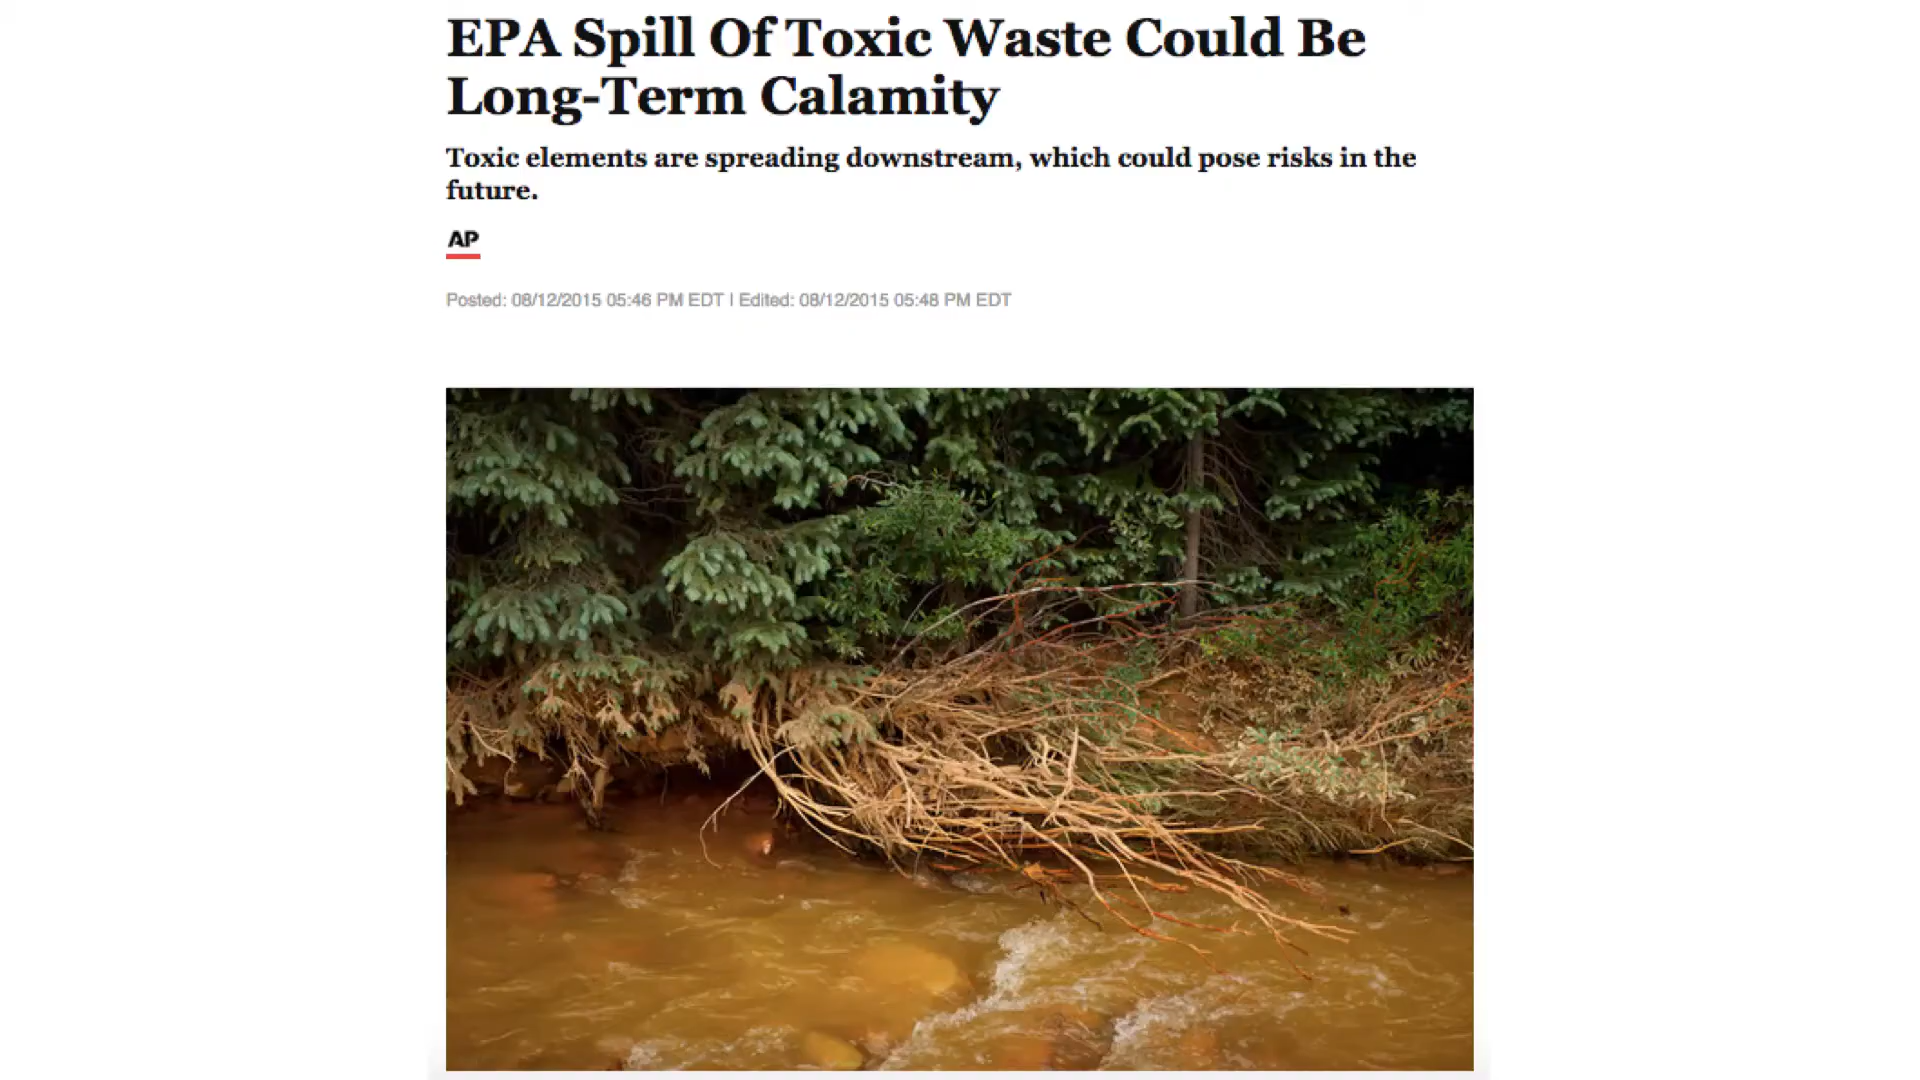 EPA Spill Of Toxic Waste Could Be
Long-Term Calamity
Toxic elements are spreading downstream, which could pose risks in the
future.
AP
Posted: 08/12/2015 05:46 PM EDT | Edited: 08/12/2015 05:48 PM EDT